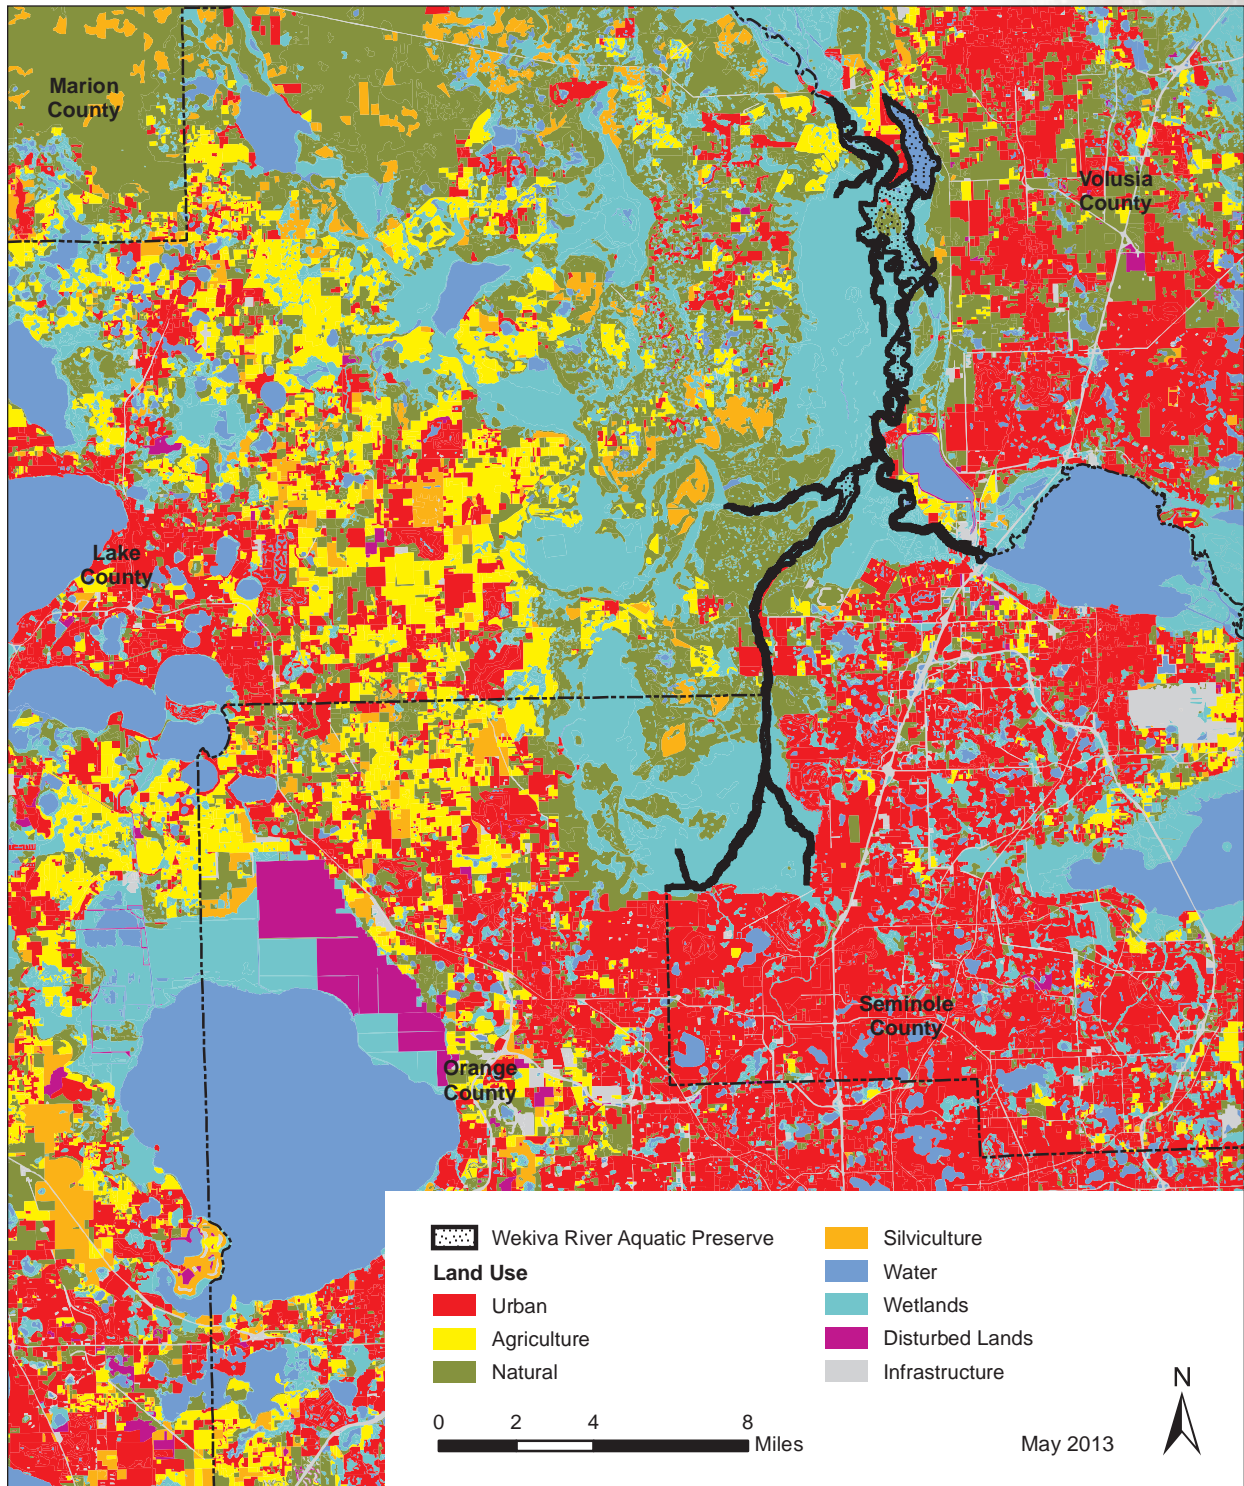 Marion
County
Volusia
County
Lake
County
Seminole
County
Orange
County
Wekiva River Aquatic Preserve
Land Use
Urban
Agriculture
Natural
Silviculture
Water
Wetlands
Disturbed Lands
Infrastructure
0 2 4 8
Miles
May 2013
N